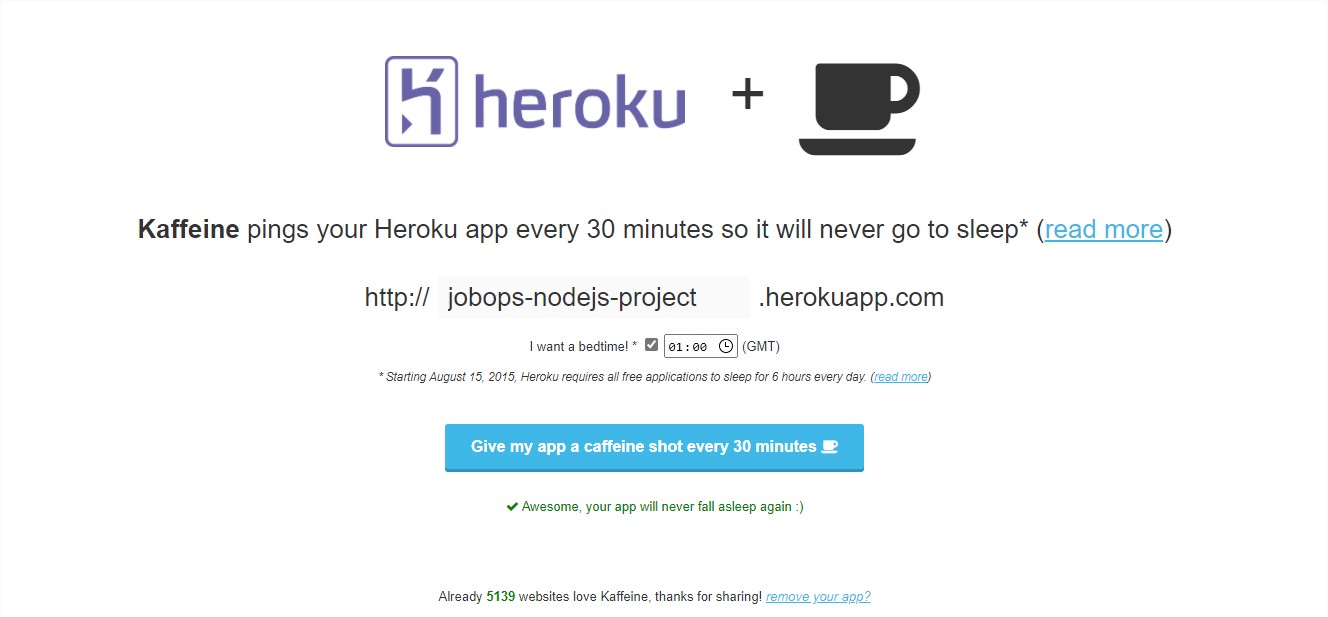 heroku +
Kaffeine pings your Heroku app every 30 minutes so it will never go to sleep* (read more)
http:// jobops-nodejs-project .herokuapp.com
I want a bedtime! * 01:00 (GMT)
* Starting August 15, 2015, Heroku requires all free applications to sleep for 6 hours every day. (read more)
Give my app a caffeine shot every 30 minutes
Awesome, your app will never fall asleep again :)
Already 5139 websites love Kaffeine, thanks for sharing! remove your app?